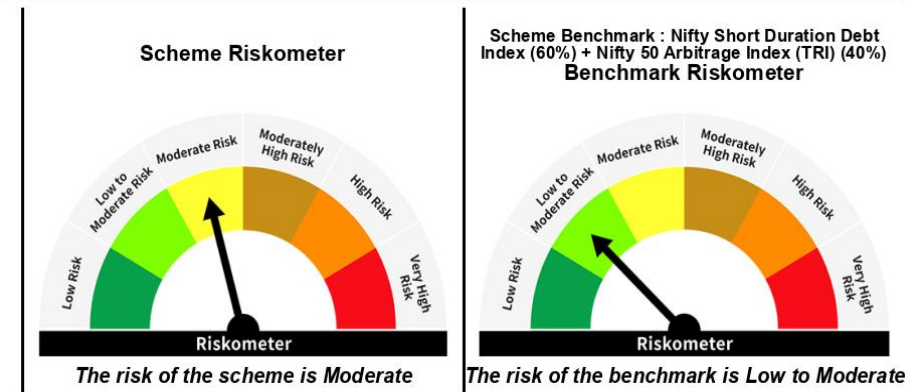 Scheme Riskometer
Low Risk
Low to
Moderate Risk
Moderate Risk
Moderately
High Risk
High Risk
Very High
Risk
Riskometer
The risk of the scheme is Moderate
Scheme Benchmark : Nifty Short Duration Debt
Index (60%) + Nifty 50 Arbitrage Index (TRI) (40%)
Benchmark Riskometer
Low Risk
Low to
Moderate Risk
Moderate Risk
Moderately
High Risk
High Risk
Very High
Risk
Riskometer
The risk of the benchmark is Low to Moderate